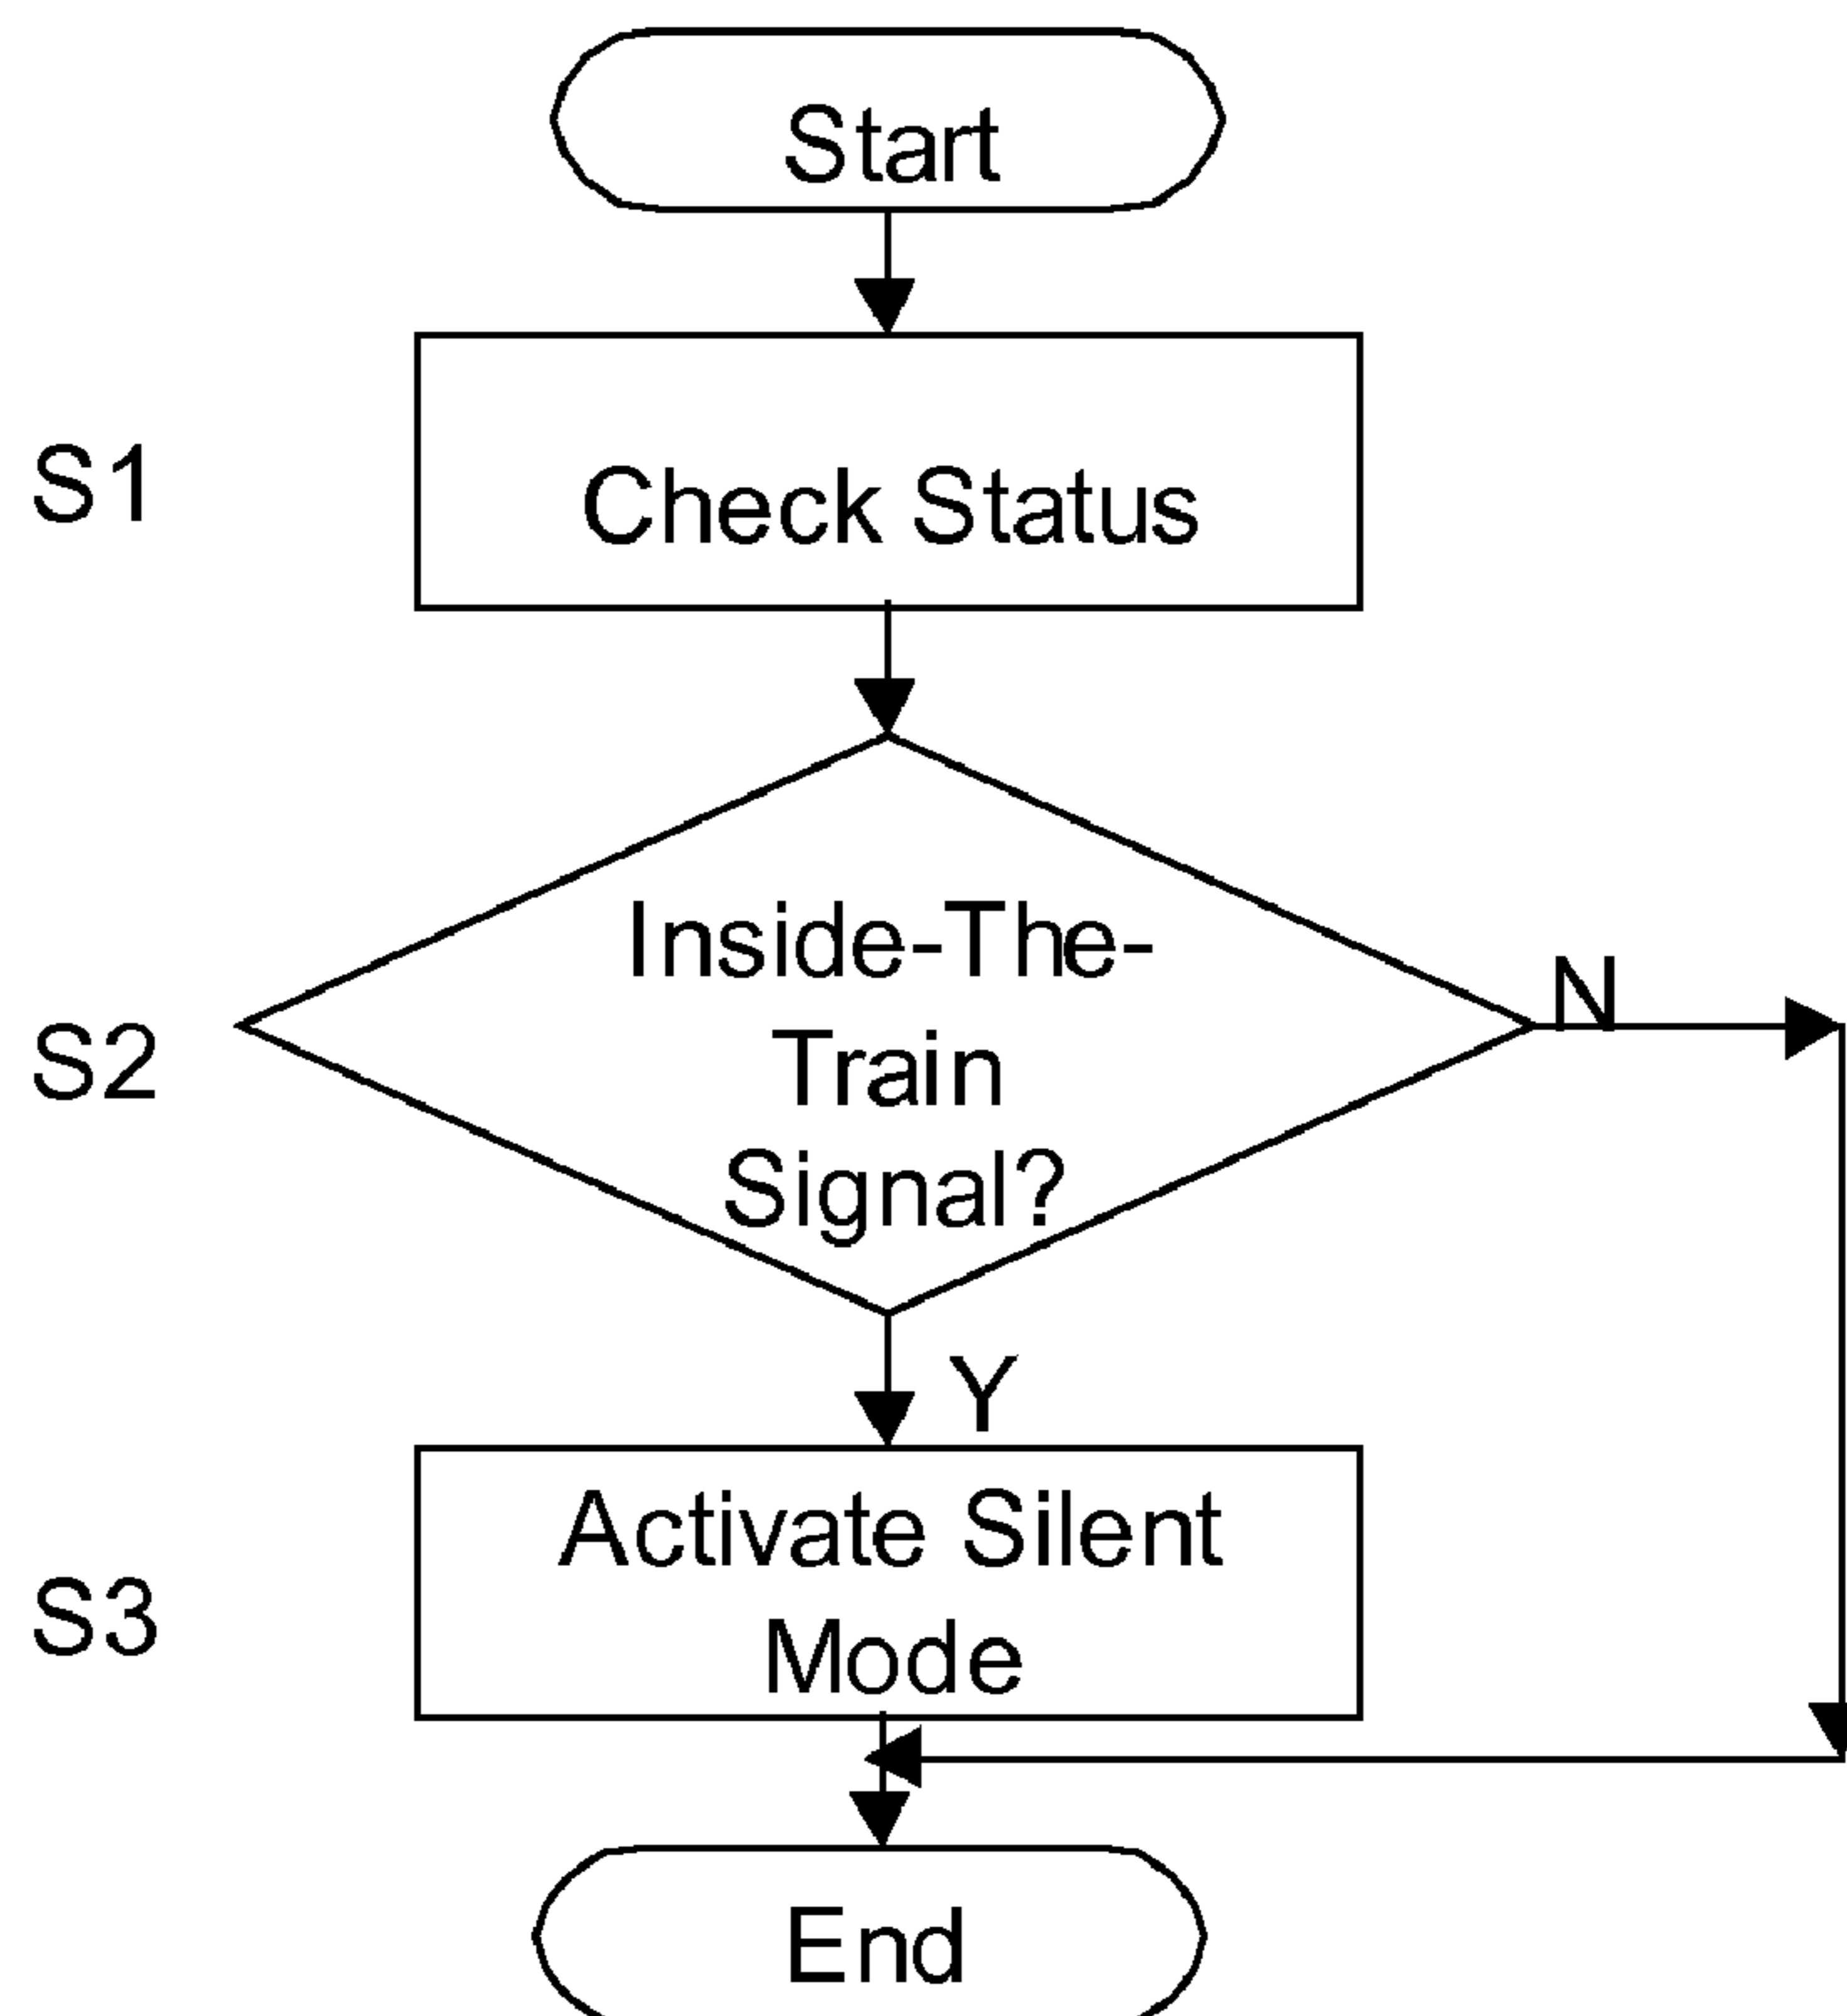 Start
S1
Check Status
Inside-The-
N
S2
Train
Signal?
Y
Activate Silent
S3
Mode
End